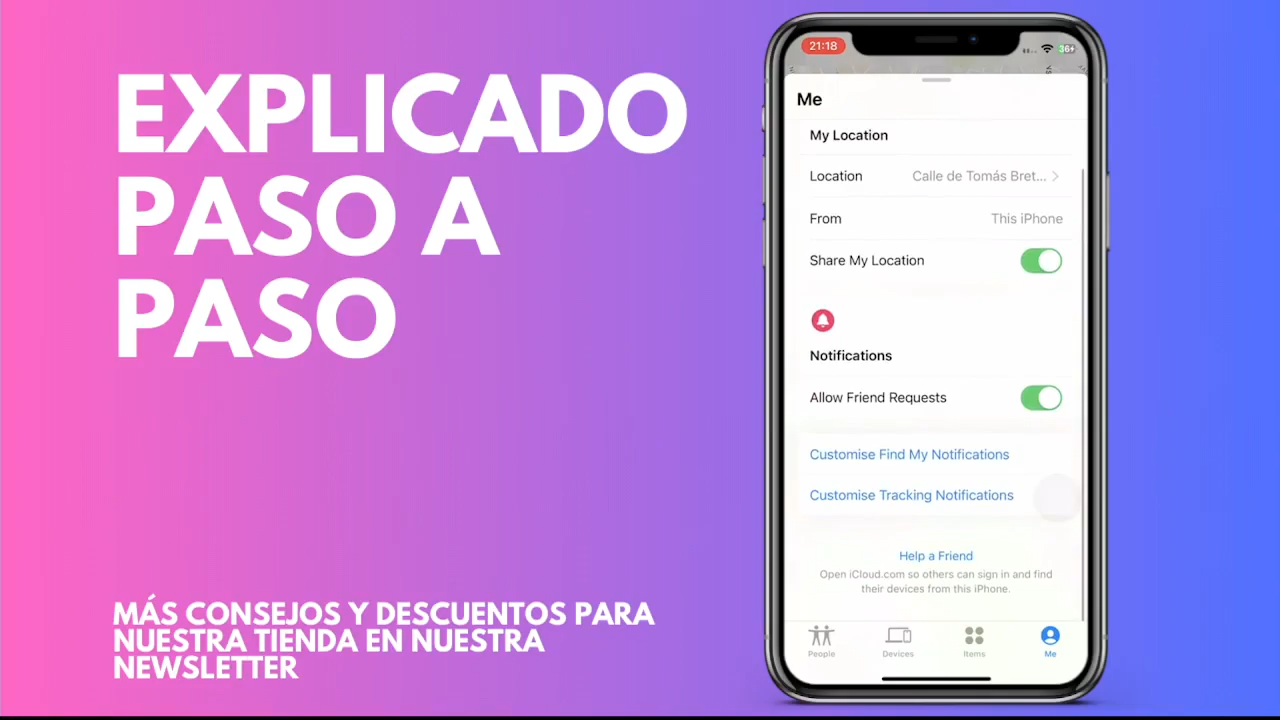 EXPLICADO
PASO A
PASO
MÁS CONSEJOS Y DESCUENTOS PARA
NUESTRA TIENDA EN NUESTRA
NEWSLETTER
21:18
36+
Me
My Location
Location Calle de Tomás Bret...
From This iPhone
Share My Location
Notifications
Allow Friend Requests
Customise Find My Notifications
Customise Tracking Notifications
Help a Friend
Open iCloud.com so others can sign in and find
their devices from this iPhone.
People Devices Items Me